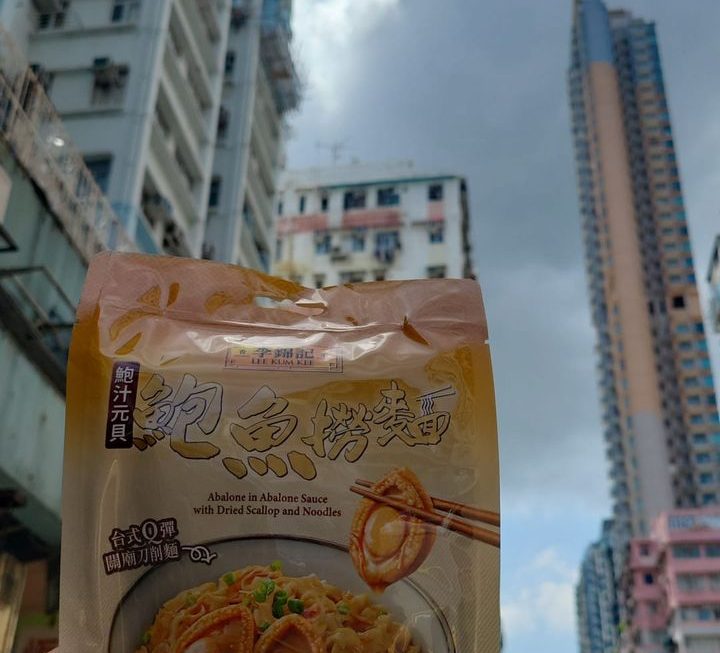 李錦記
LEE KUM KEE
鮑汁元貝
鮑魚撈麵
Abalone in Abalone Sauce
with Dried Scallop and Noodles
台式Q彈
關廟刀削麵